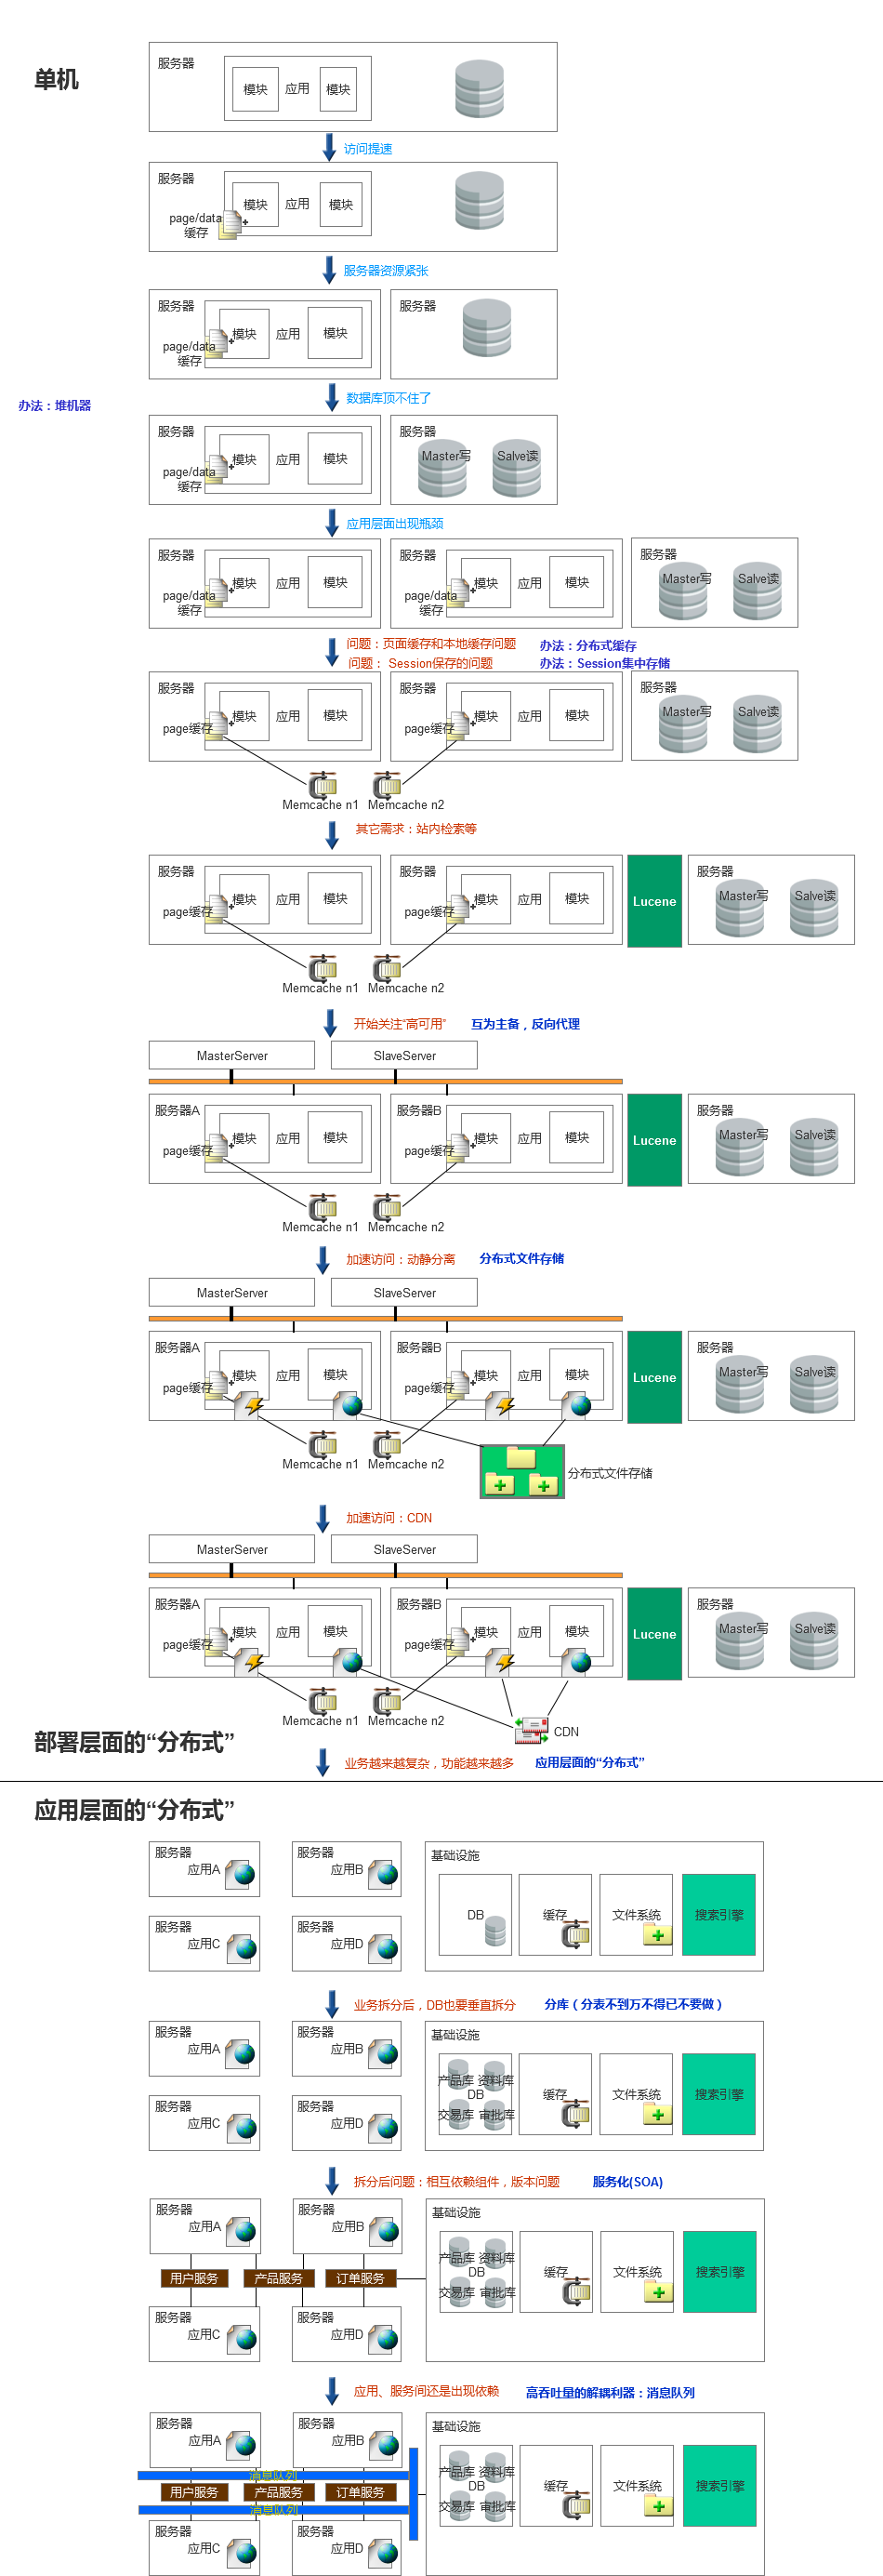 单机
服务器
模块
应用
模块
访问提速
服务器
模块
应用
模块
page/data
缓存
服务器资源紧张
服务器
模块
应用
模块
page/data
缓存
服务器
数据库顶不住了
办法：堆机器
服务器
模块
应用
模块
page/data
缓存
服务器
Master写
Salve读
应用层面出现瓶颈
服务器
模块
应用
模块
page/data
缓存
服务器
模块
应用
模块
page/data
缓存
服务器
Master写
Salve读
问题：页面缓存和本地缓存问题
办法：分布式缓存
问题： Session保存的问题
办法：Session集中存储
服务器
模块
应用
模块
page缓存
服务器
模块
应用
模块
page缓存
服务器
Master写
Salve读
Memcache n1
Memcache n2
其它需求：站内检索等
服务器
模块
应用
模块
page缓存
服务器
模块
应用
模块
page缓存
Lucene
服务器
Master写
Salve读
Memcache n1
Memcache n2
开始关注“高可用”
互为主备，反向代理
MasterServer
SlaveServer
服务器A
模块
应用
模块
page缓存
服务器B
模块
应用
模块
page缓存
Lucene
服务器
Master写
Salve读
Memcache n1
Memcache n2
加速访问：动静分离
分布式文件存储
MasterServer
SlaveServer
服务器A
模块
应用
模块
page缓存
服务器B
模块
应用
模块
page缓存
Lucene
服务器
Master写
Salve读
Memcache n1
Memcache n2
分布式文件存储
加速访问：CDN
MasterServer
SlaveServer
服务器A
模块
应用
模块
page缓存
服务器B
模块
应用
模块
page缓存
Lucene
服务器
Master写
Salve读
Memcache n1
Memcache n2
CDN
部署层面的“分布式”
业务越来越复杂，功能越来越多
应用层面的“分布式”
应用层面的“分布式”
服务器
应用A
服务器
应用B
服务器
应用C
服务器
应用D
基础设施
DB
缓存
文件系统
搜索引擎
业务拆分后，DB也要垂直拆分
分库（分表不到万不得已不要做）
服务器
应用A
服务器
应用B
服务器
应用C
服务器
应用D
基础设施
产品库 资料库
DB
交易库 审批库
缓存
文件系统
搜索引擎
拆分后问题：相互依赖组件，版本问题
服务化(SOA)
服务器
应用A
服务器
应用B
用户服务
产品服务
订单服务
服务器
应用C
服务器
应用D
基础设施
产品库 资料库
DB
交易库 审批库
缓存
文件系统
搜索引擎
应用、服务间还是出现依赖
高吞吐量的解耦利器：消息队列
服务器
应用A
服务器
应用B
消息队列
用户服务
产品服务
订单服务
消息队列
服务器
应用C
服务器
应用D
基础设施
产品库 资料库
DB
交易库 审批库
缓存
文件系统
搜索引擎